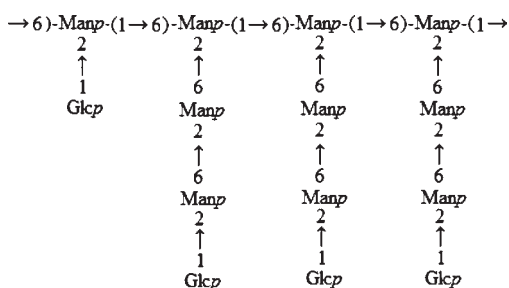 →6)-Manp-(1→6)-Manp-(1→6)-Manp-(1→6)-Manp-(1→
2 2 2 2
↑ ↑ ↑ ↑
1 6 6 6
Glcp Manp Manp Manp
2 2 2
↑ ↑ ↑
6 6 6
Manp Manp Manp
2 2 2
↑ ↑ ↑
1 1 1
Glcp Glcp Glcp